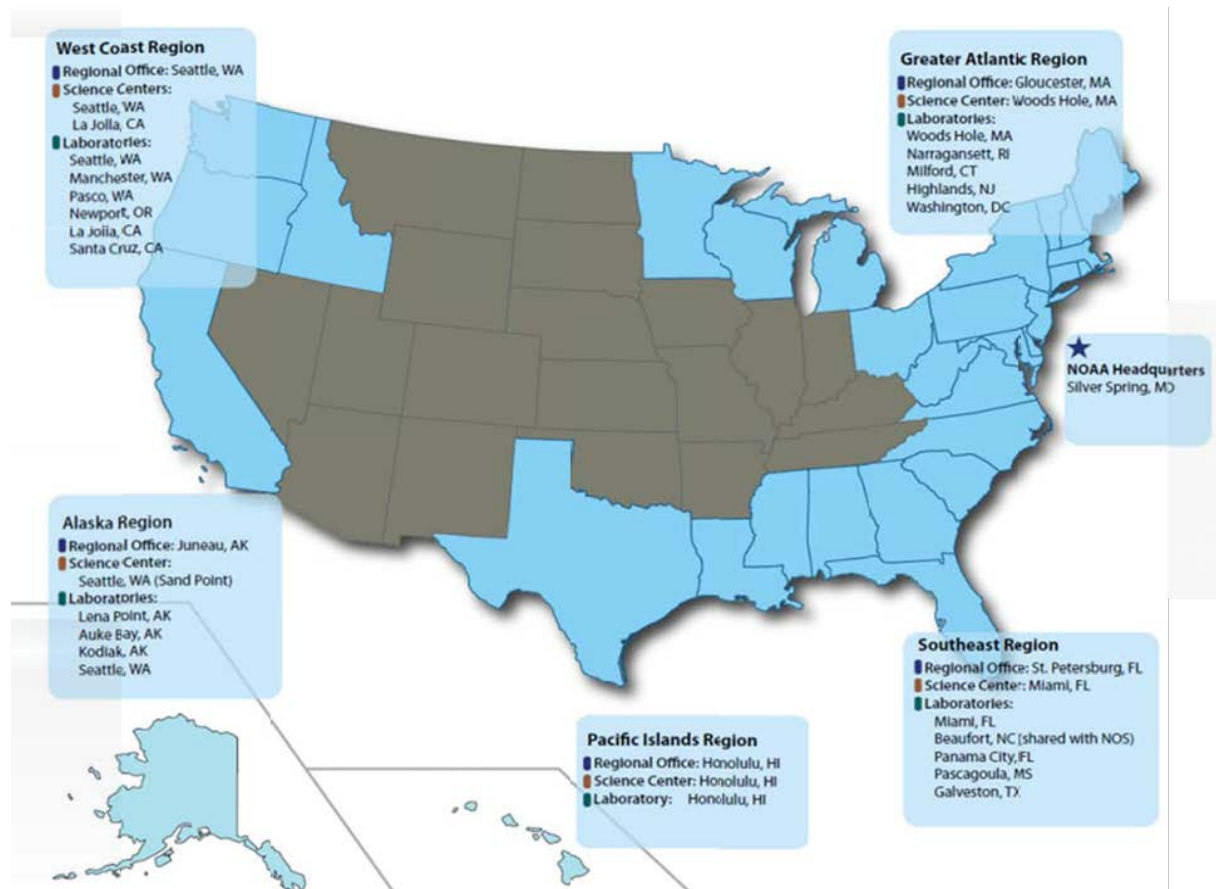 West Coast Region
Regional Office: Seattle, WA
Science Centers:
Seattle, WA
La Jolla, CA
Laboratories:
Seattle, WA
Manchester, WA
Pasco, WA
Newport, OR
La Jolla, CA
Santa Cruz, CA
Greater Atlantic Region
Regional Office: Gloucester, MA
Science Center: Woods Hole, MA
Laboratories:
Woods Hole, MA
Narragansett, RI
Milford, CT
Highlands, NJ
Washington, DC
NOAA Headquarters
Silver Spring, MD
Alaska Region
Regional Office: Juneau, AK
Science Center:
Seattle, WA (Sand Point)
Laboratories:
Lena Point, AK
Auke Bay, AK
Kodiak, AK
Seattle, WA
Pacific Islands Region
Regional Office: Honolulu, HI
Science Center: Honolulu, HI
Laboratory: Honolulu, HI
Southeast Region
Regional Office: St. Petersburg, FL
Science Center: Miami, FL
Laboratories:
Miami, FL
Beaufort, NC (shared with NOS)
Panama City, FL
Pascagoula, MS
Galveston, TX